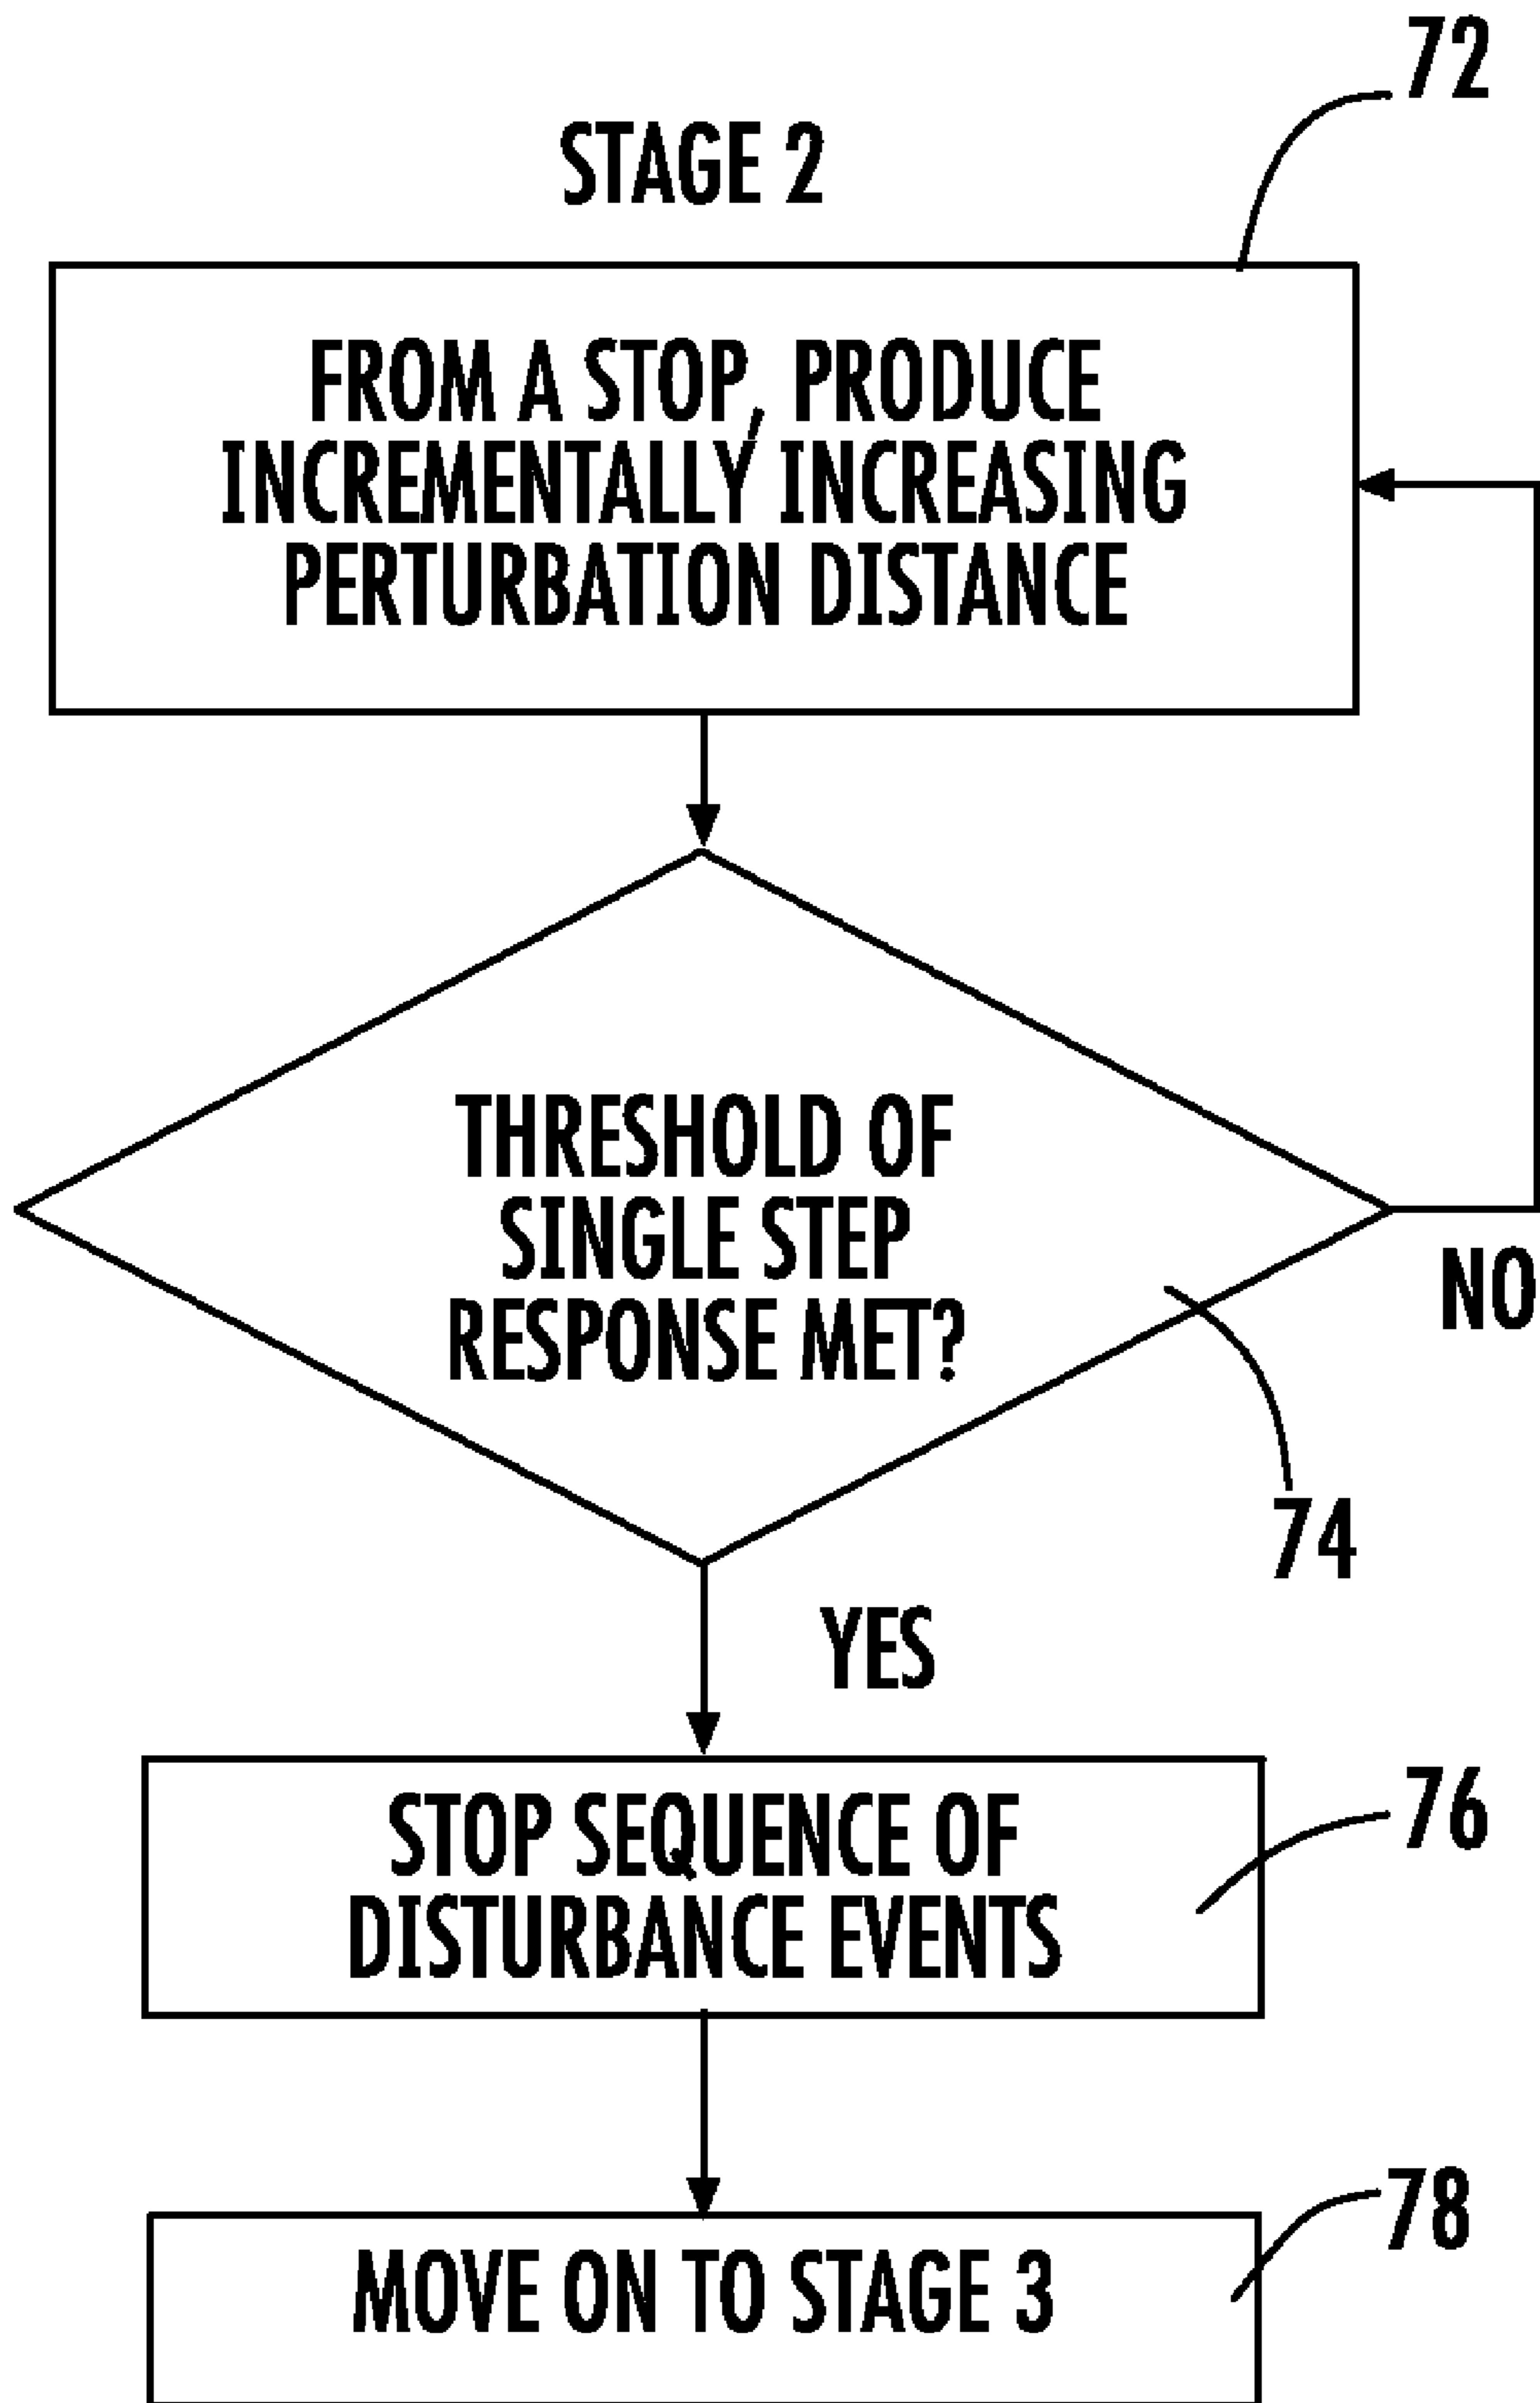 72
STAGE 2
FROM A STOP, PRODUCE
INCREMENTALLY INCREASING
PERTURBATION DISTANCE
THRESHOLD OF
SINGLE STEP
RESPONSE MET?
NO
74
YES
STOP SEQUENCE OF
DISTURBANCE EVENTS
76
MOVE ON TO STAGE 3
78